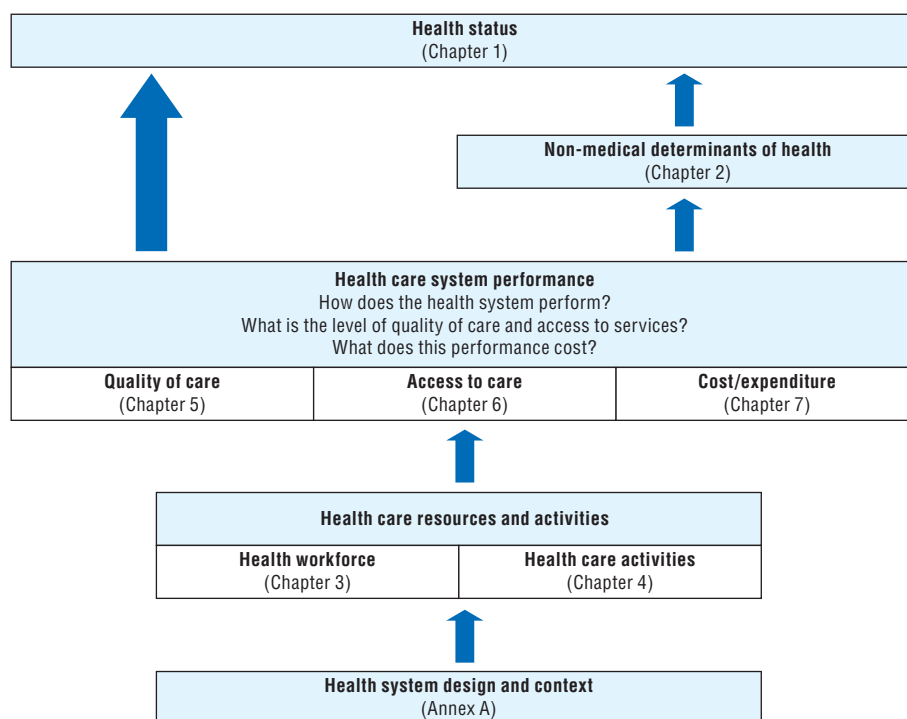 Health status
(Chapter 1)
Non-medical determinants of health
(Chapter 2)
Health care system performance
How does the health system perform?
What is the level of quality of care and access to services?
What does this performance cost?
Quality of care
(Chapter 5)
Access to care
(Chapter 6)
Cost/expenditure
(Chapter 7)
Health care resources and activities
Health workforce
(Chapter 3)
Health care activities
(Chapter 4)
Health system design and context
(Annex A)